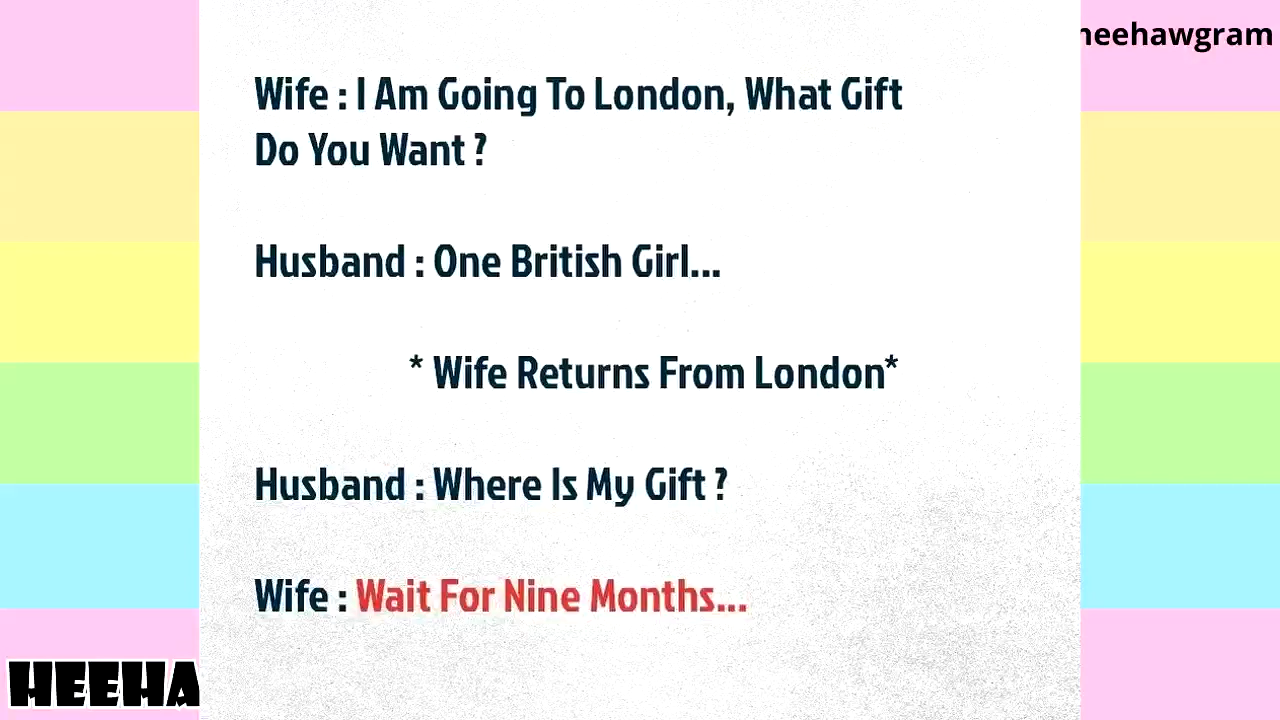 heehawgram
Wife : I Am Going To London, What Gift
Do You Want ?
Husband : One British Girl...
* Wife Returns From London*
Husband : Where Is My Gift ?
Wife : Wait For Nine Months...
HEEHA